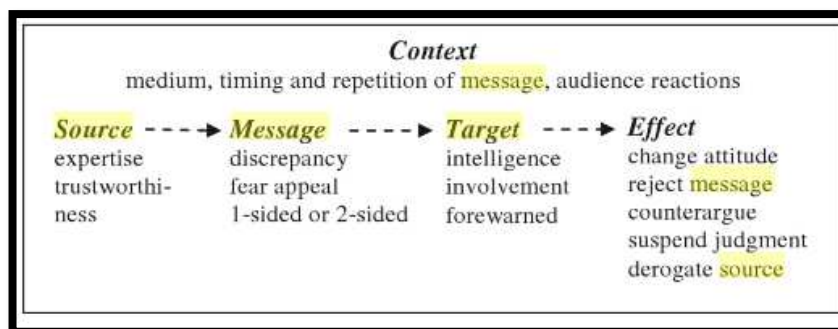 Context
medium, timing and repetition of message, audience reactions
Source ----> Message ----> Target ----> Effect
expertise
trustworthi-
ness
discrepancy
fear appeal
1-sided or 2-sided
intelligence
involvement
forewarned
change attitude
reject message
counterargue
suspend judgment
derogate source